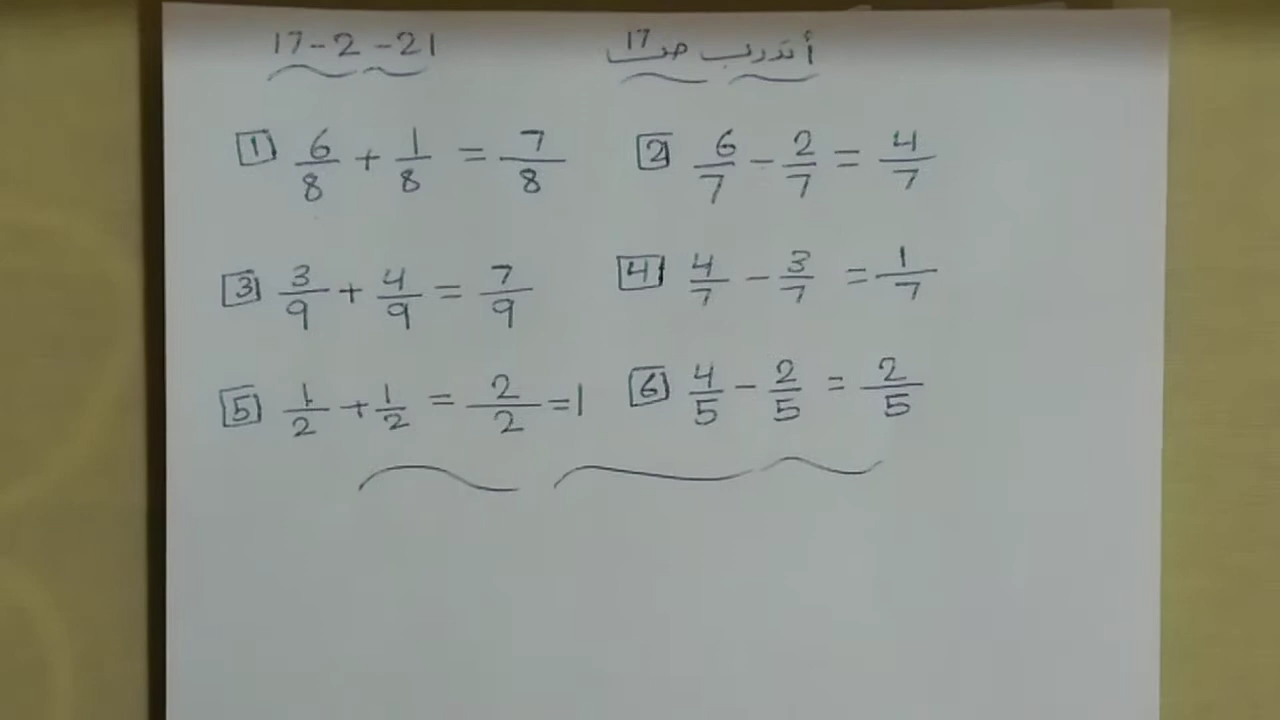 17-2-21 أتدرب صـ 17
1 6/8 + 1/8 = 7/8 2 6/7 - 2/7 = 4/7
3 3/9 + 4/9 = 7/9 4 4/7 - 3/7 = 1/7
5 1/2 + 1/2 = 2/2 = 1 6 4/5 - 2/5 = 2/5